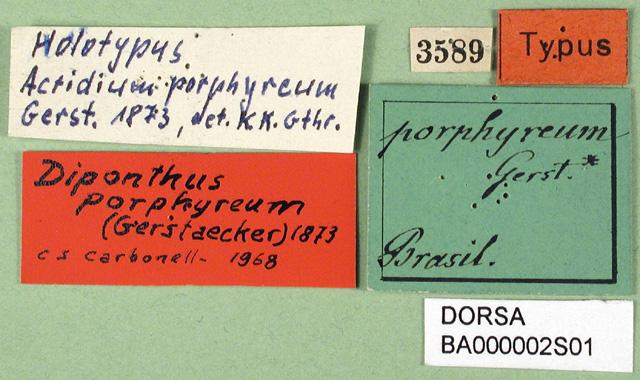 Holotypus
Acridium porphyreum
Gerst. 1873, det. K.K. Gthr.
3589
Typus
porphyreum
Gerst.*
Brasil.
Diponthus
porphyreum
(Gerstaecker) 1873
c s carbonell- 1968
DORSA
BA000002S01